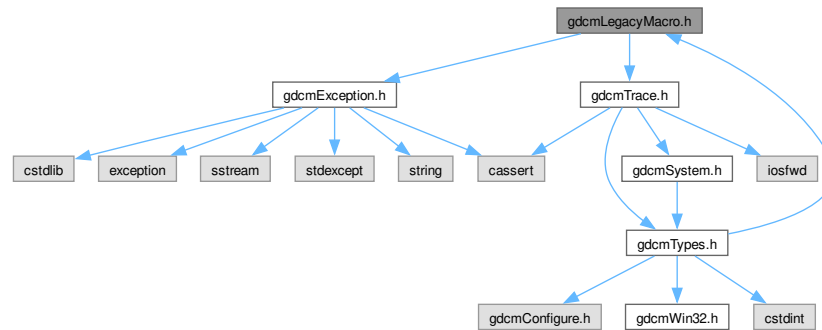 gdcmLegacyMacro.h
gdcmException.h
gdcmTrace.h
cstdlib
exception
sstream
stdexcept
string
cassert
gdcmSystem.h
iosfwd
gdcmTypes.h
gdcmConfigure.h
gdcmWin32.h
cstdint